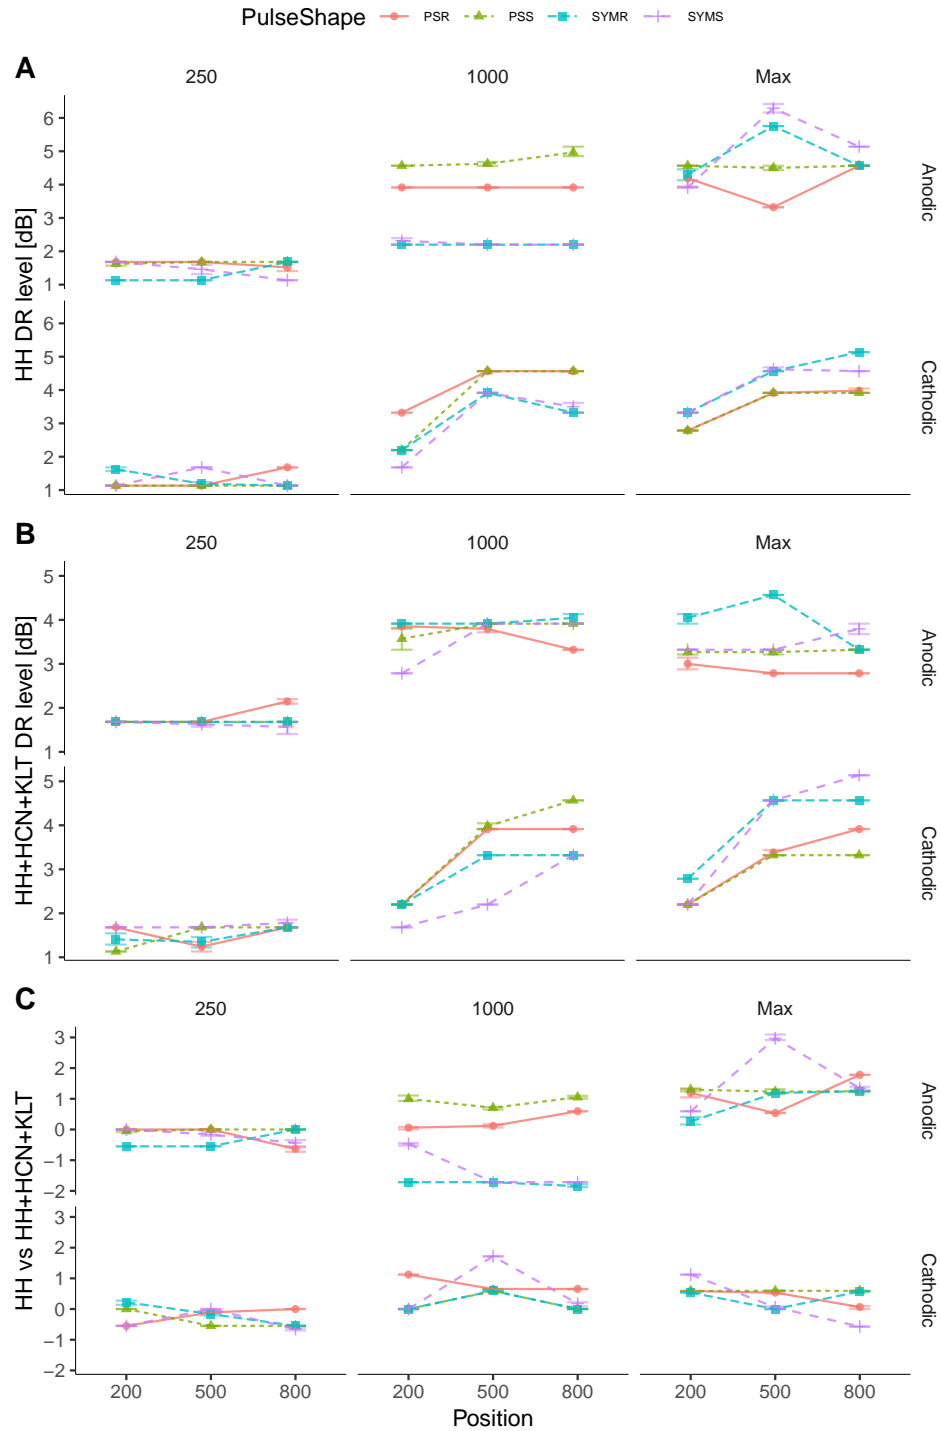 PulseShape PSR PSS SYMR SYMS
A
250 1000 Max
HH DR level [dB]
6
5
4
3
2
1
Anodic
6
5
4
3
2
1
Cathodic
B
250 1000 Max
HH+HCN+KLT DR level [dB]
5
4
3
2
1
Anodic
5
4
3
2
1
Cathodic
C
250 1000 Max
HH vs HH+HCN+KLT
3
2
1
0
−1
−2
Anodic
3
2
1
0
−1
−2
Cathodic
200 500 800 200 500 800 200 500 800
Position